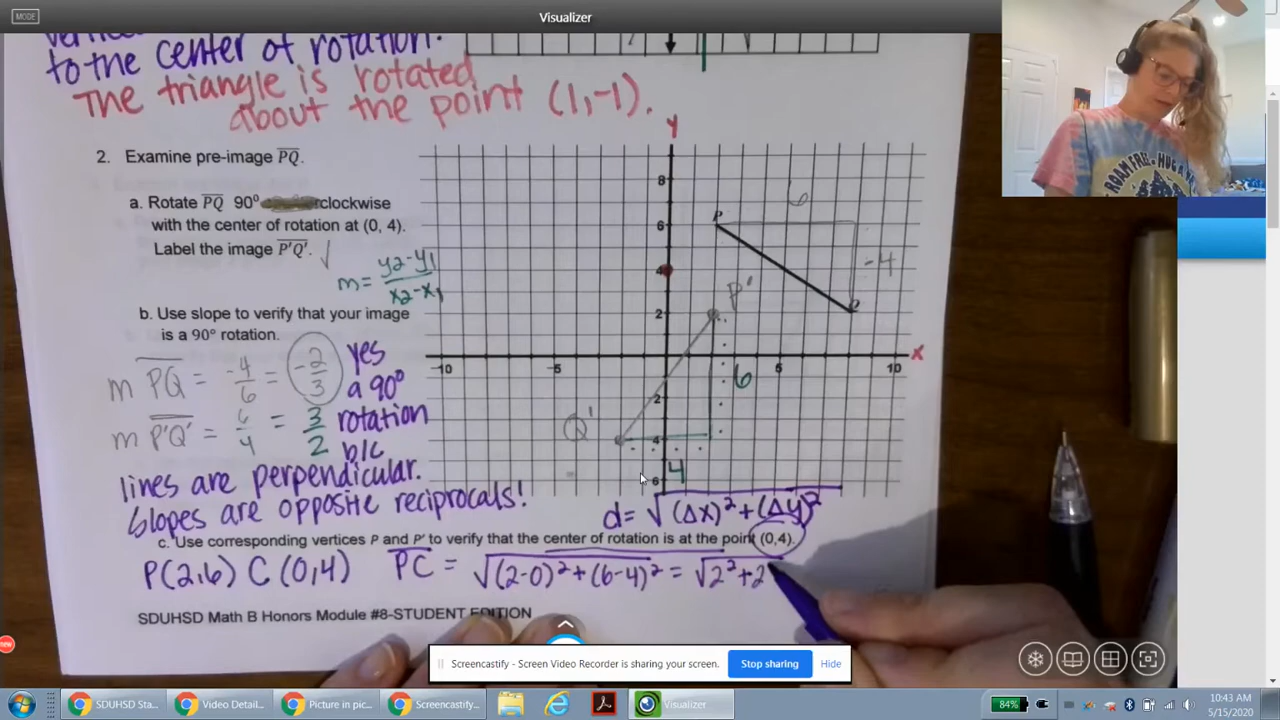 MODE
Visualizer
to the center of rotation.
The triangle is rotated
about the point (1,-1).
2. Examine pre-image PQ.
a. Rotate PQ 90° clockwise
with the center of rotation at (0, 4).
Label the image P'Q'.
m = y2-y1
x2-x1
b. Use slope to verify that your image
is a 90° rotation.
m PQ = -4/6 = -2/3
m P'Q' = 6/4 = 3/2
yes
a 90°
rotation
b/c
lines are perpendicular.
Slopes are opposite reciprocals!
y
8
6
4
2
-10
-5
5
10
x
2
4
6
P
Q
6
-4
P'
Q'
6
4
d = √(Δx)²+(Δy)²
c. Use corresponding vertices P and P' to verify that the center of rotation is at the point (0,4).
P(2,6) C(0,4) PC = √(2-0)²+(6-4)² = √2²+2
SDUHSD Math B Honors Module #8-STUDENT EDITION
Screencastify - Screen Video Recorder is sharing your screen.
Stop sharing
Hide
SDUHSD Sta...
Video Detail...
Picture in pic...
Screencastify...
Visualizer
84%
10:43 AM
5/15/2020